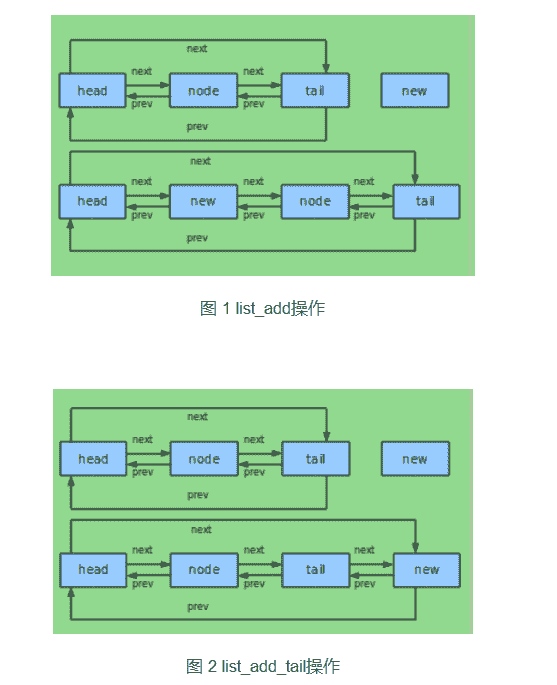 next
head next node next tail new
prev prev
prev
next
head next new next node next tail
prev prev prev
prev
图 1 list_add操作
next
head next node next tail new
prev prev
prev
next
head next node next tail next new
prev prev prev
prev
图 2 list_add_tail操作